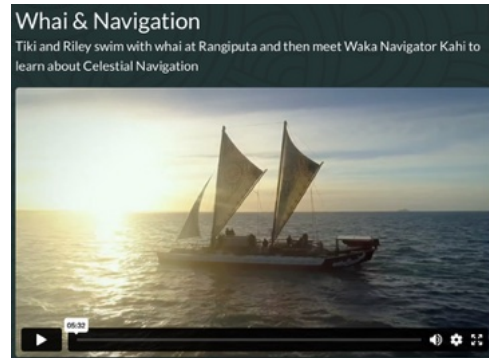 Whai & Navigation
Tiki and Riley swim with whai at Rangiputa and then meet Waka Navigator Kahi to
learn about Celestial Navigation
05:32